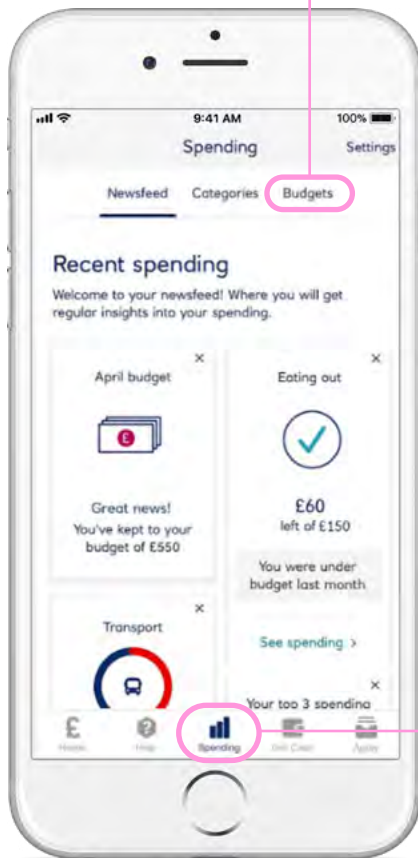 9:41 AM
100%
Spending
Settings
Newsfeed
Categories
Budgets
Recent spending
Welcome to your newsfeed! Where you will get
regular insights into your spending.
April budget
£
Great news!
You've kept to your
budget of £550
Eating out
£60
left of £150
You were under
budget last month
See spending >
Transport
Your top 3 spending
£
Home
?
Help
Spending
Get Cash
Apply